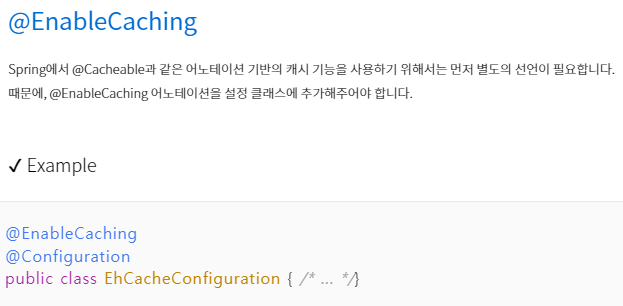 @EnableCaching
Spring에서 @Cacheable과 같은 어노테이션 기반의 캐시 기능을 사용하기 위해서는 먼저 별도의 선언이 필요합니다.
때문에, @EnableCaching 어노테이션을 설정 클래스에 추가해주어야 합니다.
✓ Example
@EnableCaching
@Configuration
public class EhCacheConfiguration { /* ... */}